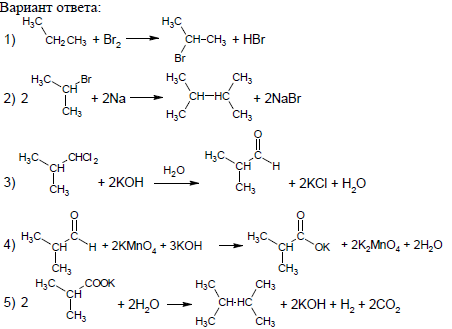 Вариант ответа:
H₃C
1) CH₂CH₃ + Br₂ → H₃C CH–CH₃ + HBr
Br
2) 2 H₃C CH Br CH₃ + 2Na → H₃C H₃C CH–HC CH₃ CH₃ + 2NaBr
3) H₃C CH CHCl₂ CH₃ + 2KOH H₂O → H₃C CH CH₃ C O H + 2KCl + H₂O
4) H₃C CH CH₃ C O H + 2KMnO₄ + 3KOH → H₃C CH CH₃ C O OK + 2K₂MnO₄ + 2H₂O
5) 2 H₃C CH COOK CH₃ + 2H₂O → H₃C H₃C CH-HC CH₃ CH₃ + 2KOH + H₂ + 2CO₂